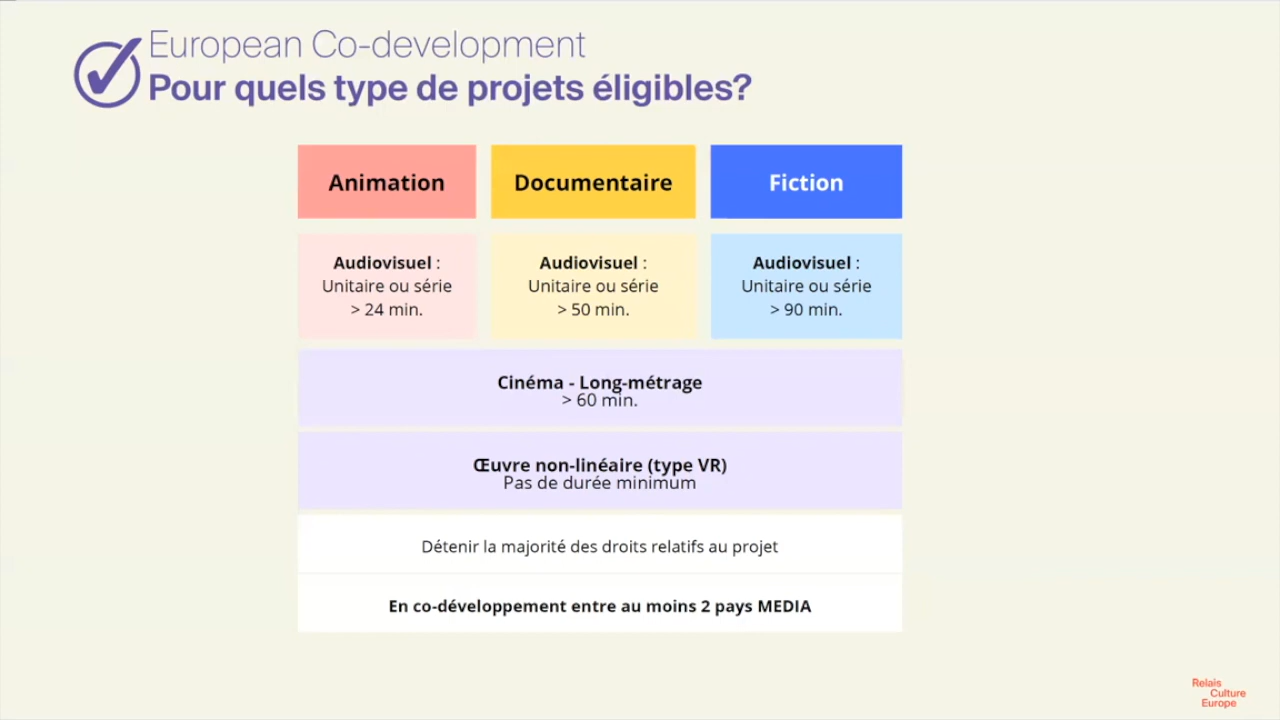 European Co-development
Pour quels type de projets éligibles?
Animation
Documentaire
Fiction
Audiovisuel :
Unitaire ou série
> 24 min.
Audiovisuel :
Unitaire ou série
> 50 min.
Audiovisuel :
Unitaire ou série
> 90 min.
Cinéma - Long-métrage
> 60 min.
Œuvre non-linéaire (type VR)
Pas de durée minimum
Détenir la majorité des droits relatifs au projet
En co-développement entre au moins 2 pays MEDIA
Relais
Culture
Europe